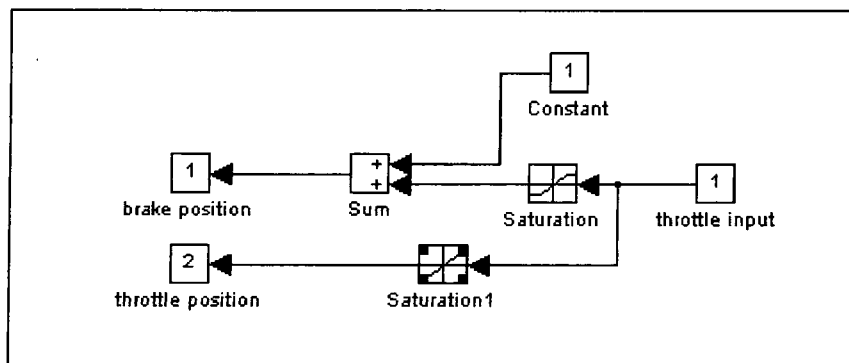 1
Constant
1
+
+
1
brake position
Sum
Saturation
throttle input
2
throttle position
Saturation1